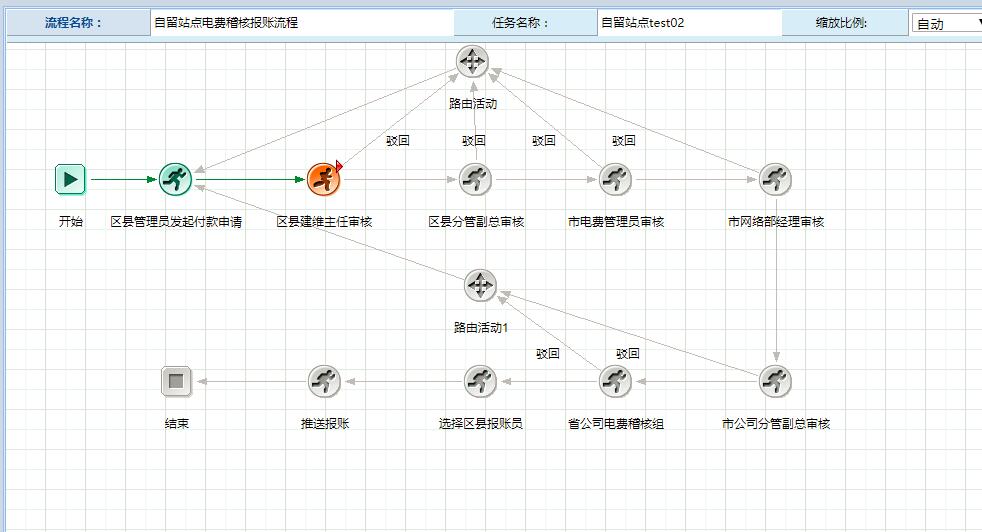 流程名称： 自留站点电费稽核报账流程 任务名称： 自留站点test02 缩放比例: 自动
路由活动
驳回 驳回 驳回 驳回
开始 区县管理员发起付款申请 区县建维主任审核 区县分管副总审核 市电费管理员审核 市网络部经理审核
路由活动1
驳回 驳回
结束 推送报账 选择区县报账员 省公司电费稽核组 市公司分管副总审核